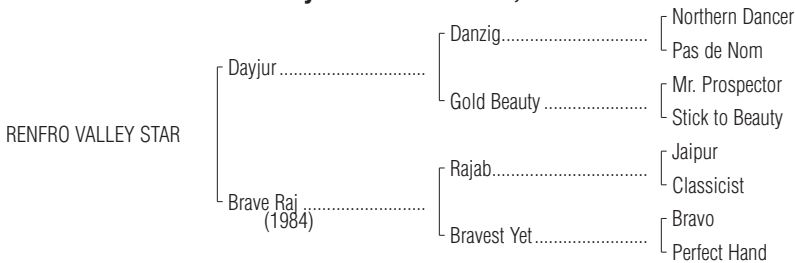 Northern Dancer
Danzig..............................
Pas de Nom
Dayjur ..............................
Mr. Prospector
Gold Beauty .....................
Stick to Beauty
RENFRO VALLEY STAR
Jaipur
Rajab................................
Classicist
Brave Raj .........................
(1984)
Bravo
Bravest Yet.......................
Perfect Hand